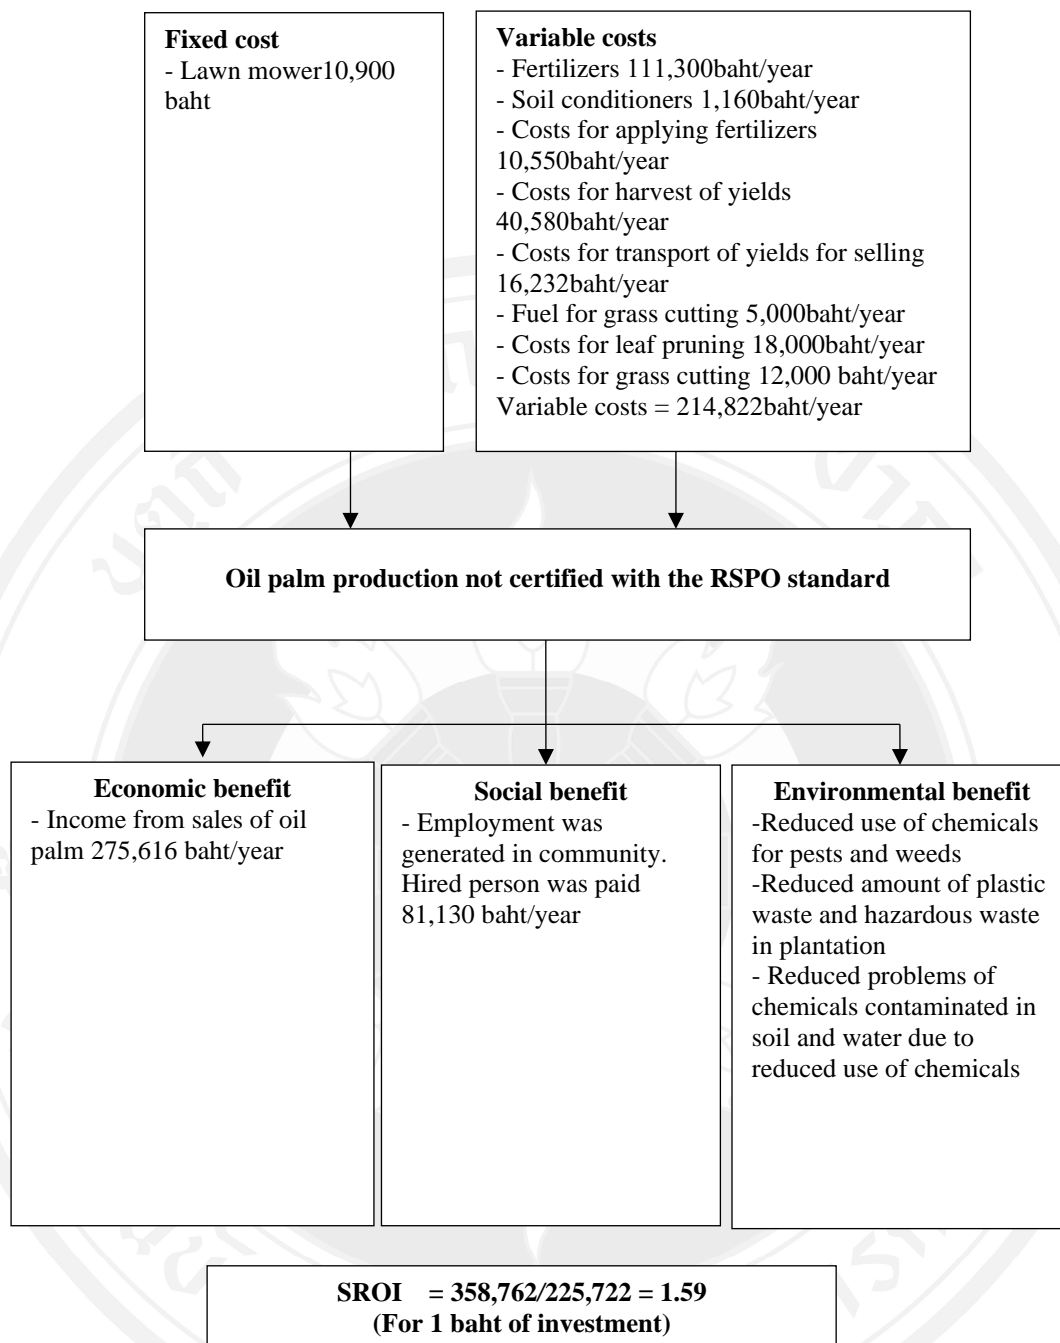 Fixed cost
- Lawn mower10,900
baht
Variable costs
- Fertilizers 111,300baht/year
- Soil conditioners 1,160baht/year
- Costs for applying fertilizers
10,550baht/year
- Costs for harvest of yields
40,580baht/year
- Costs for transport of yields for selling
16,232baht/year
- Fuel for grass cutting 5,000baht/year
- Costs for leaf pruning 18,000baht/year
- Costs for grass cutting 12,000 baht/year
Variable costs = 214,822baht/year
Oil palm production not certified with the RSPO standard
Economic benefit
- Income from sales of oil
palm 275,616 baht/year
Social benefit
- Employment was
generated in community.
Hired person was paid
81,130 baht/year
Environmental benefit
-Reduced use of chemicals
for pests and weeds
-Reduced amount of plastic
waste and hazardous waste
in plantation
- Reduced problems of
chemicals contaminated in
soil and water due to
reduced use of chemicals
SROI = 358,762/225,722 = 1.59
(For 1 baht of investment)